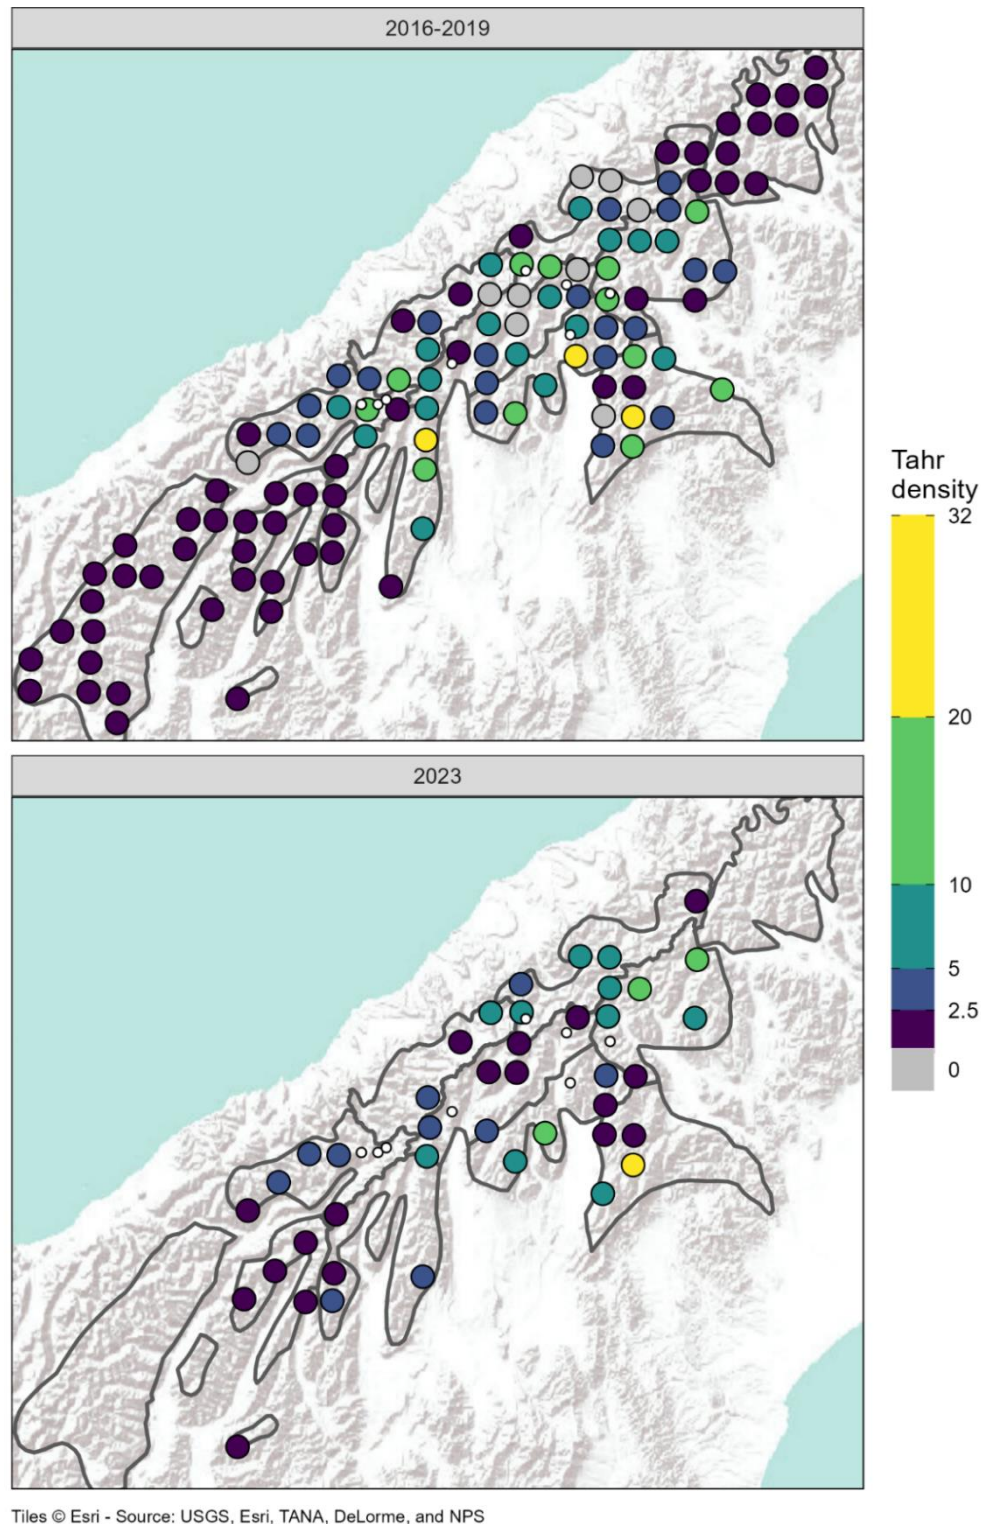 2016-2019
Tahr
density
32
20
10
5
2.5
0
2023
Tiles © Esri - Source: USGS, Esri, TANA, DeLorme, and NPS